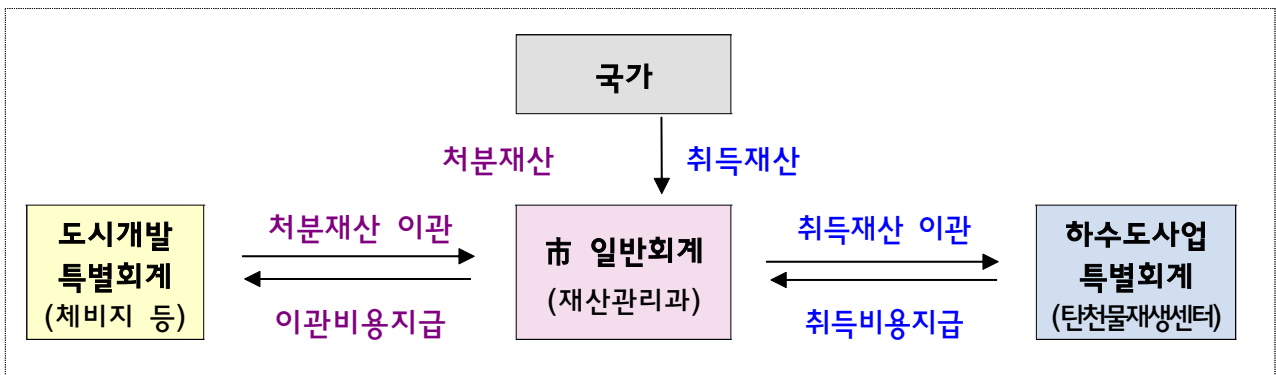 국가
처분재산
취득재산
도시개발
특별회계
(체비지 등)
처분재산 이관
이관비용지급
市 일반회계
(재산관리과)
취득재산 이관
취득비용지급
하수도사업
특별회계
(탄천물재생센터)